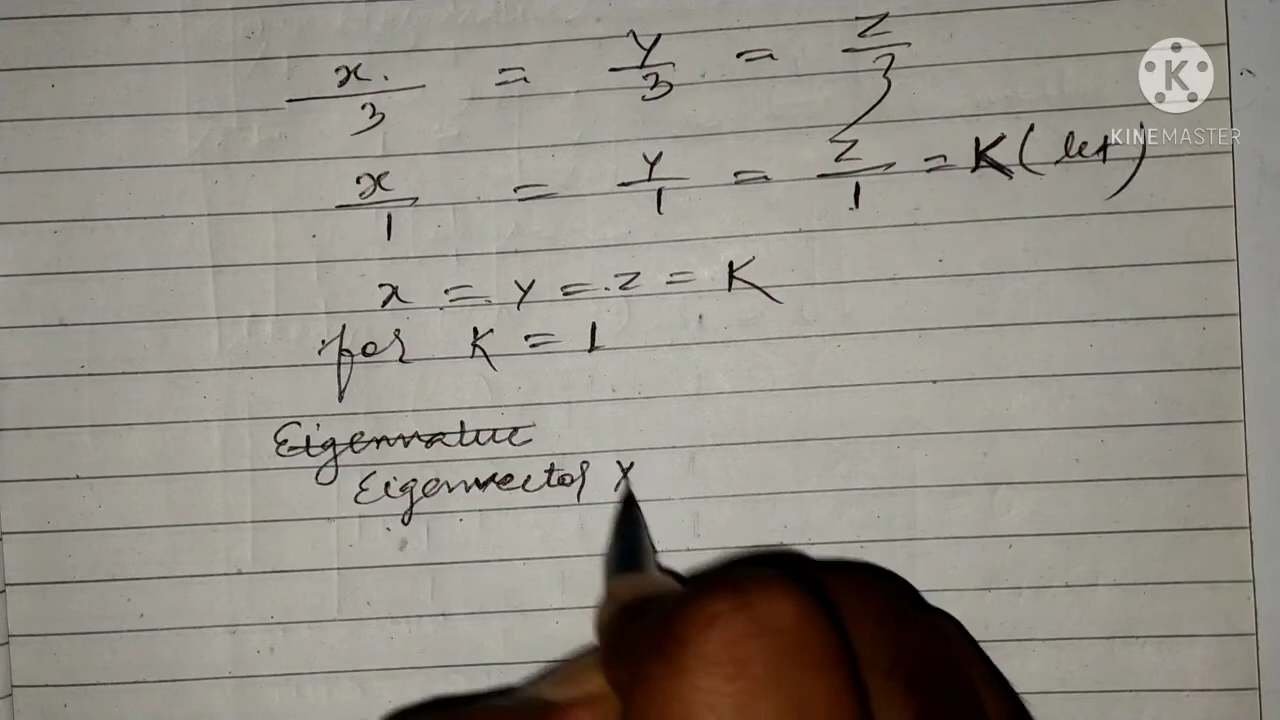 x/3 = y/3 = z/3
KINEMASTER
x/1 = y/1 = z/1 = K (let)
x = y = z = K
for K = 1
Eigenvalue
Eigenvector X